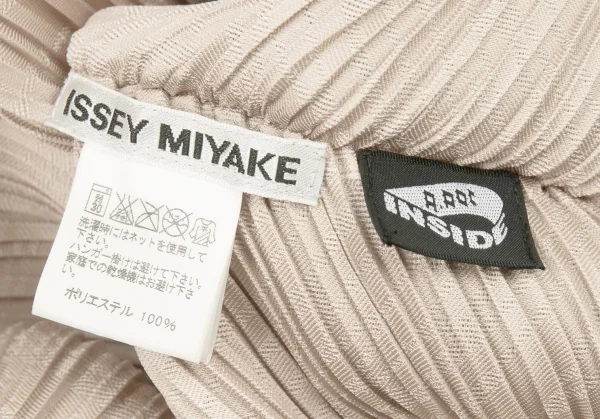 ISSEY MIYAKE
INSIDE
洗濯時にはネットを使用して
下さい。
ハンガー掛けは避けて下さい。
家庭での乾燥機はお避け下さ
い。
ポリエステル 100%